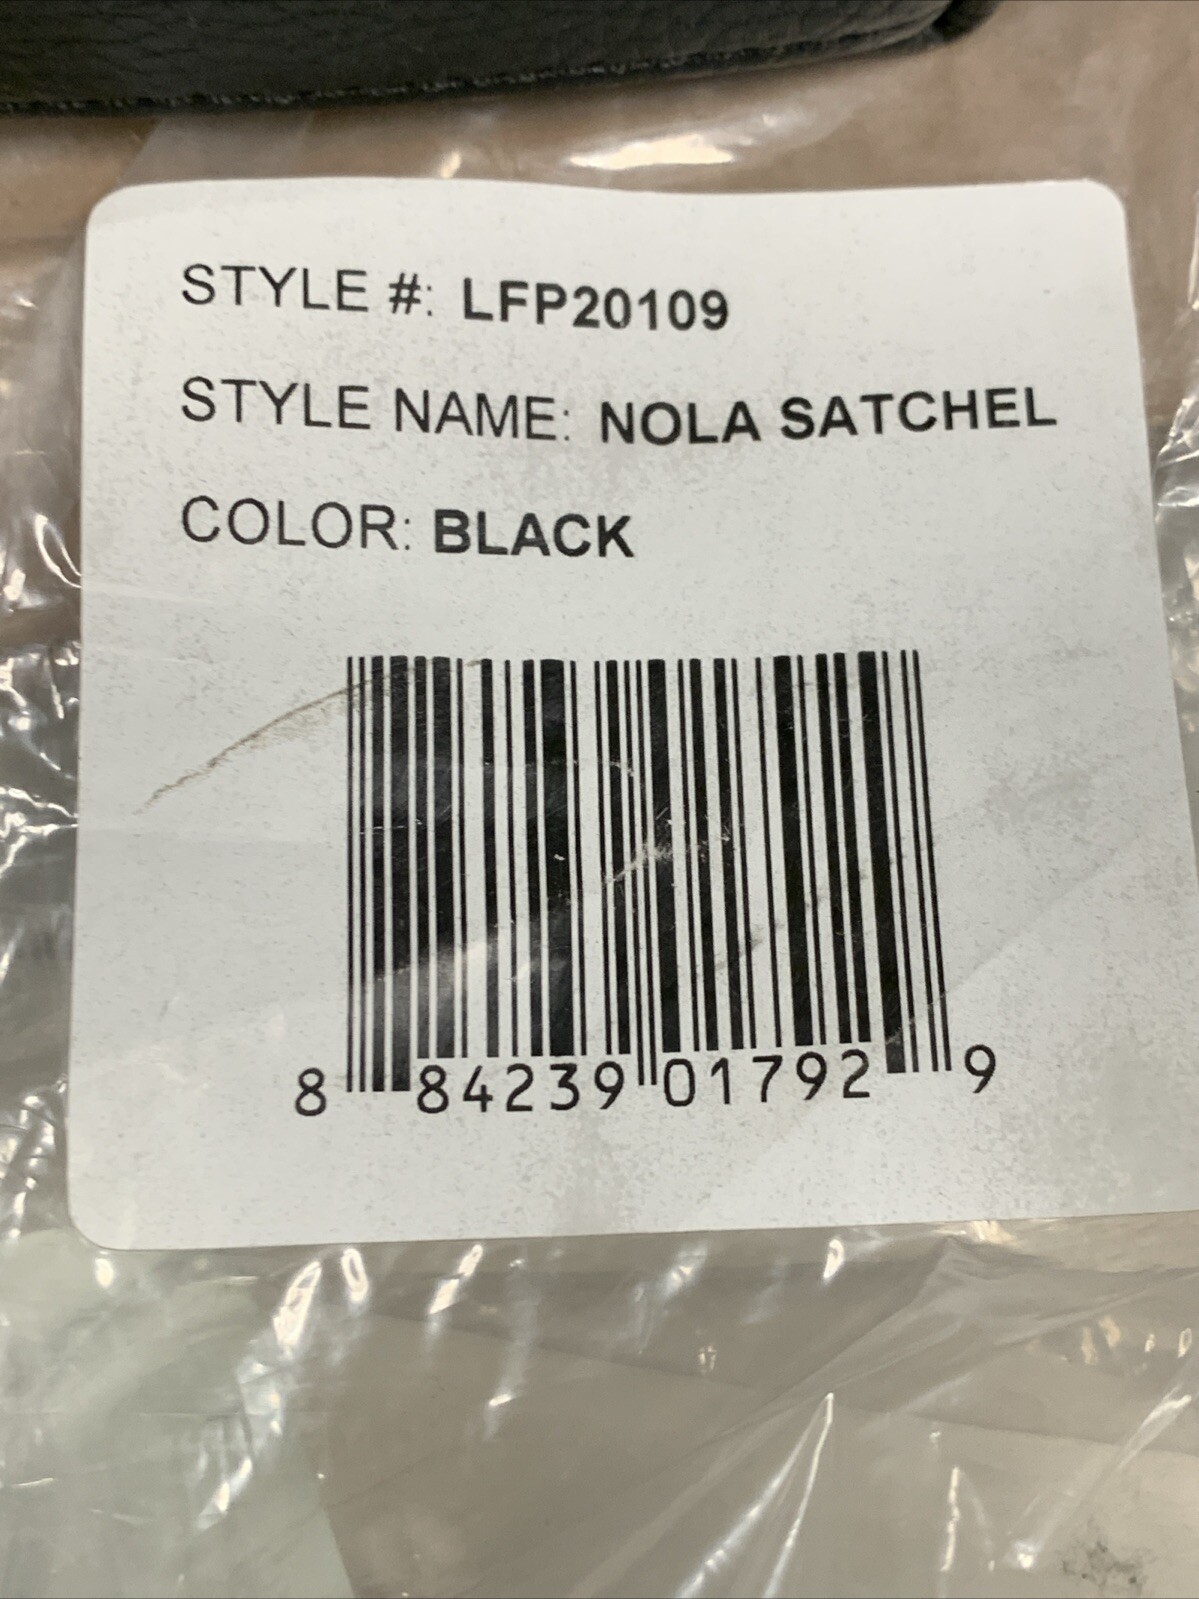 STYLE #: LFP20109
STYLE NAME: NOLA SATCHEL
COLOR: BLACK
8 84239 01792 9